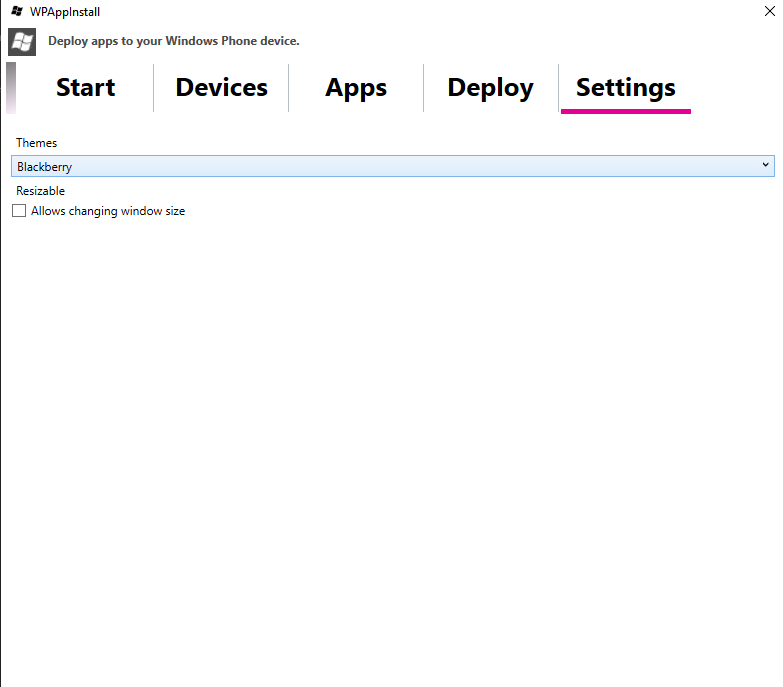 WPAppInstall
Deploy apps to your Windows Phone device.
Start Devices Apps Deploy Settings
Themes
Blackberry
Resizable
Allows changing window size